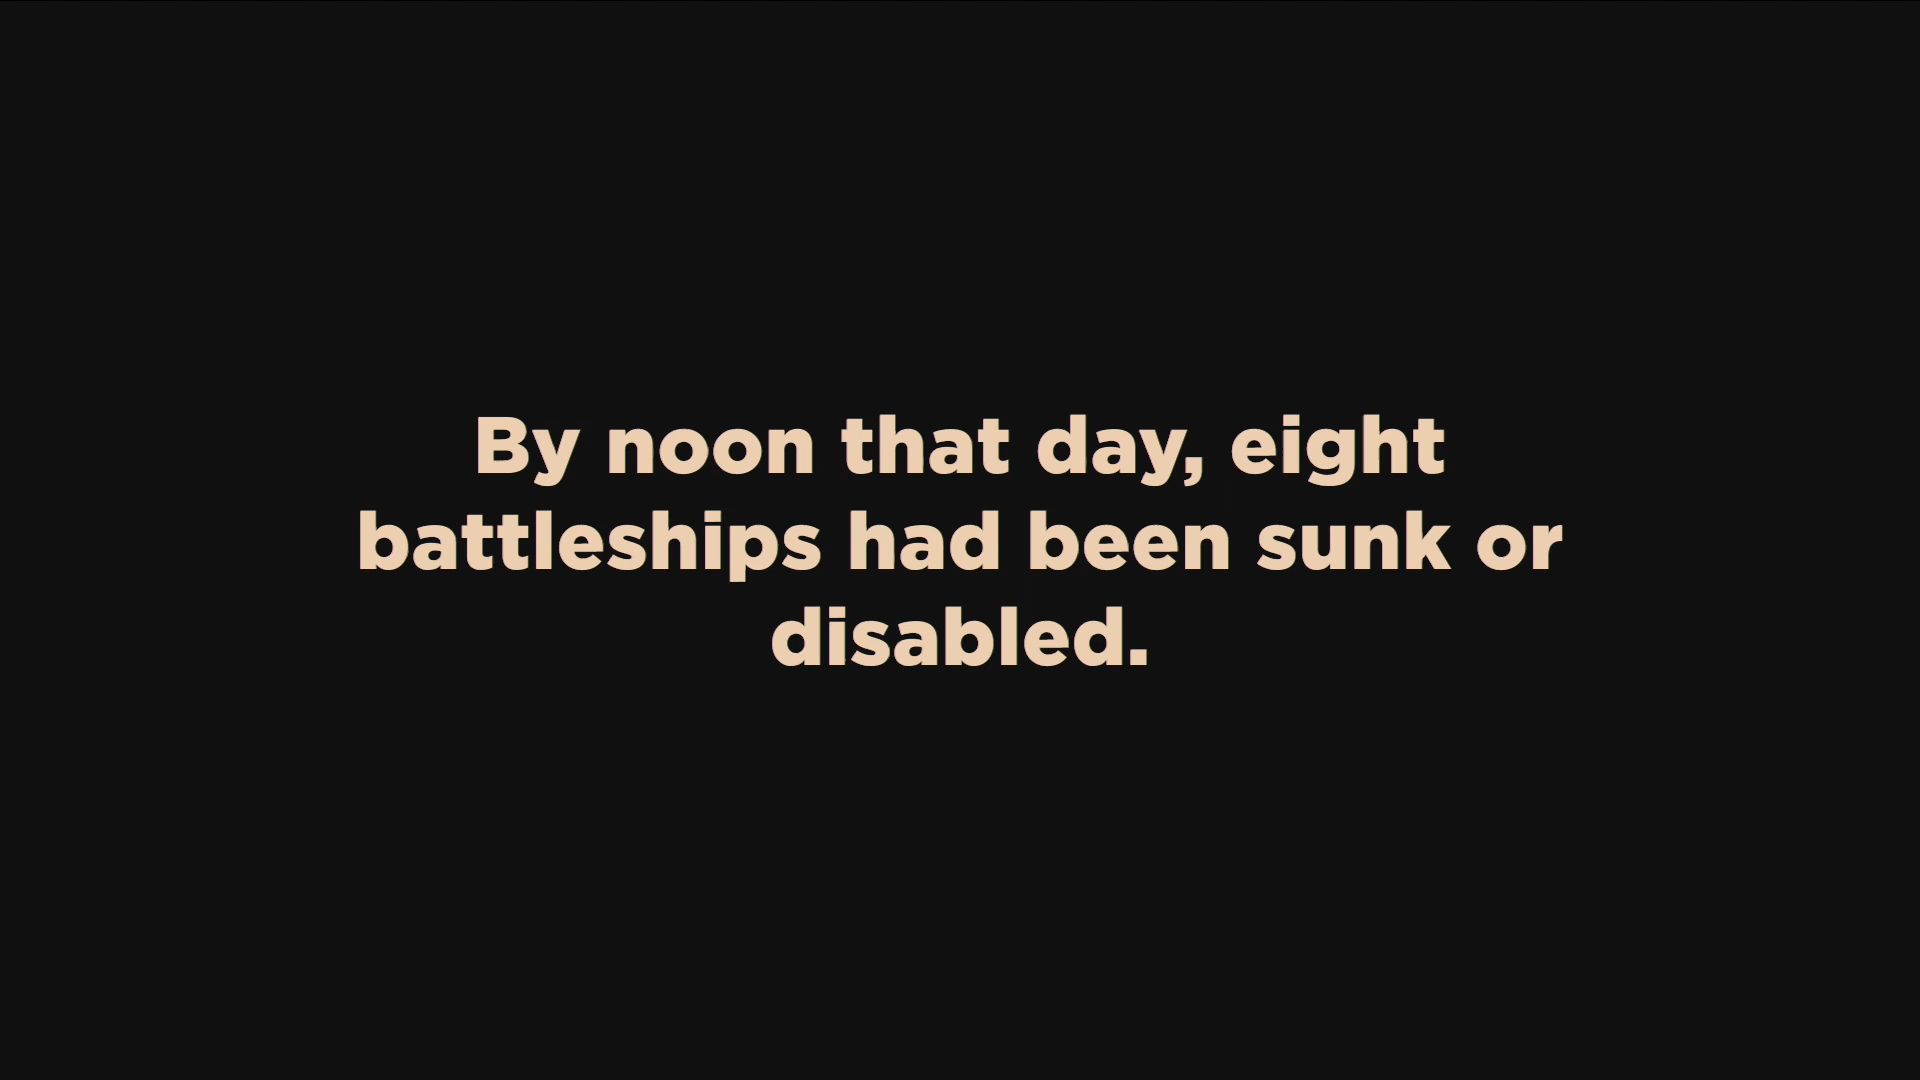 By noon that day, eight
battleships had been sunk or
disabled.